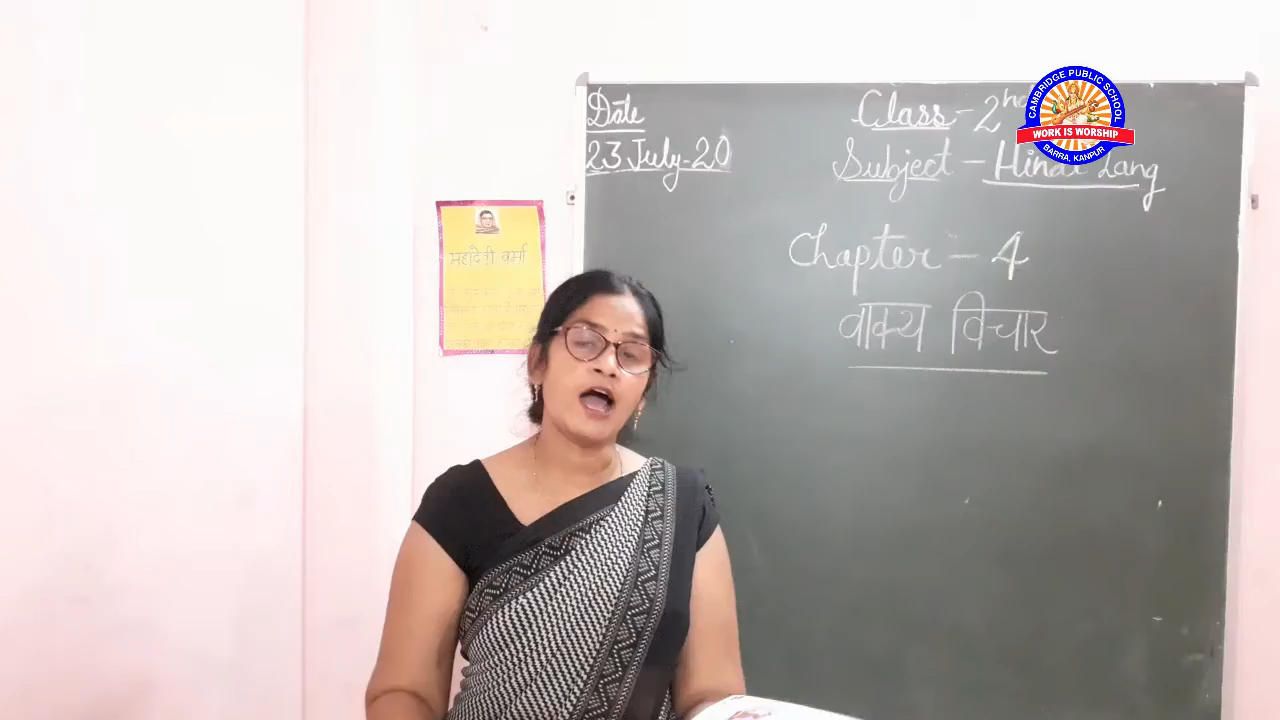 Date
23 July-20
Class - 2nd
Subject - Hindi Lang
Chapter - 4
वाक्य विचार
महादेवी वर्मा
CAMBRIDGE PUBLIC SCHOOL
WORK IS WORSHIP
BARRA, KANPUR